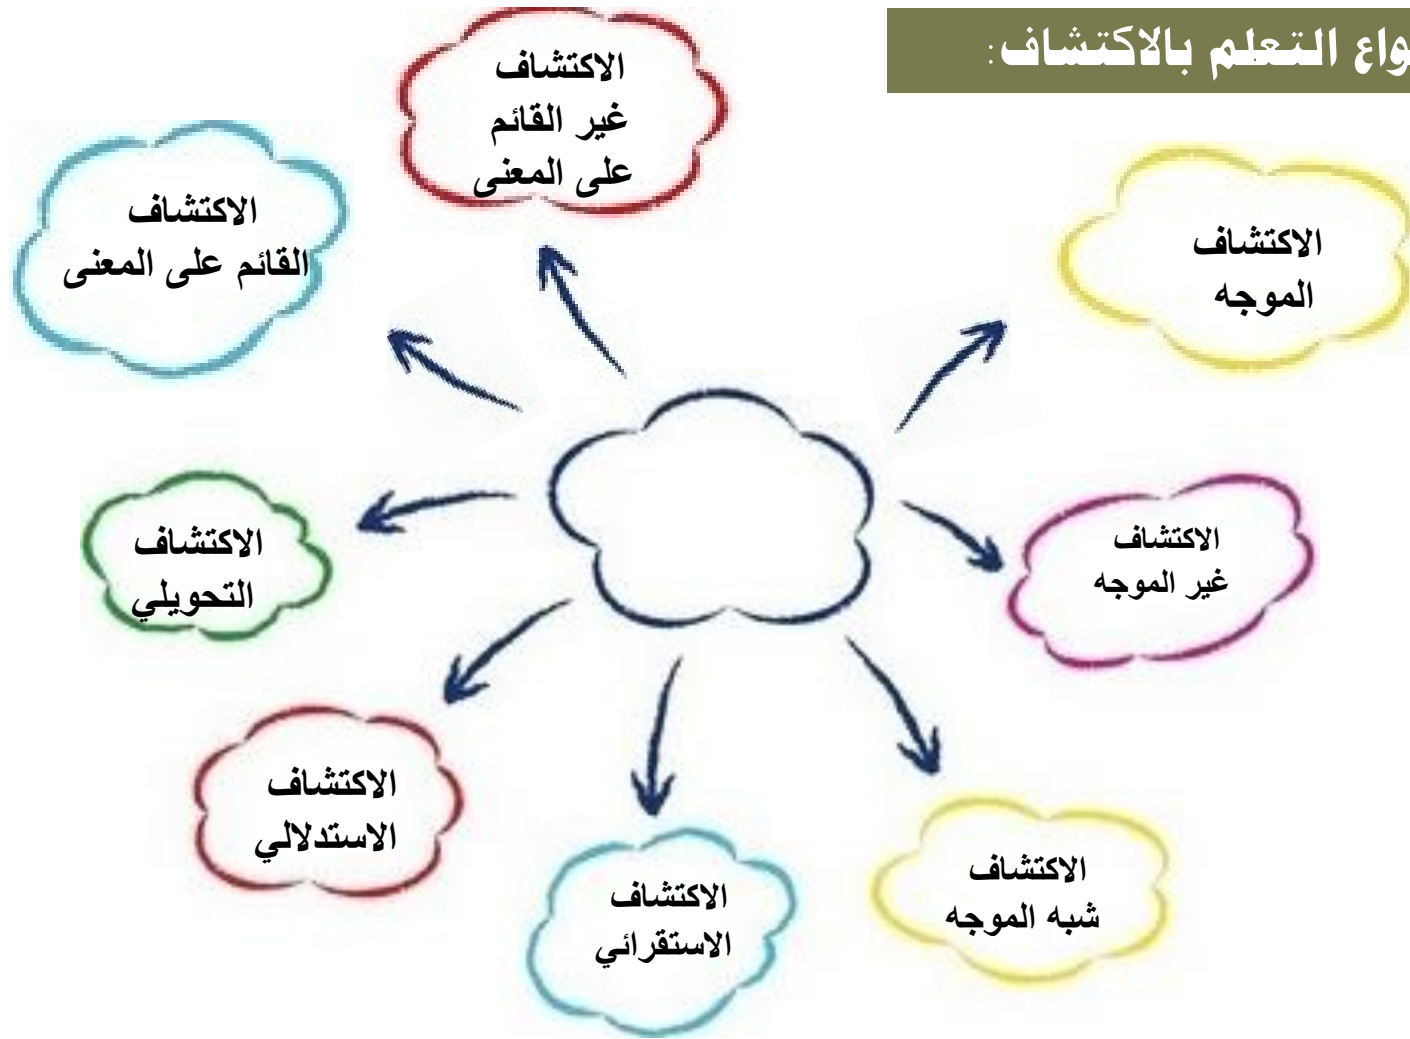 واع التعلم بالاكتشاف:
الاكتشاف
الموجه
الاكتشاف
غير الموجه
الاكتشاف
شبه الموجه
الاكتشاف
الاستقرائي
الاكتشاف
الاستدلالي
الاكتشاف
التحويلي
الاكتشاف
القائم على المعنى
الاكتشاف
غير القائم
على المعنى